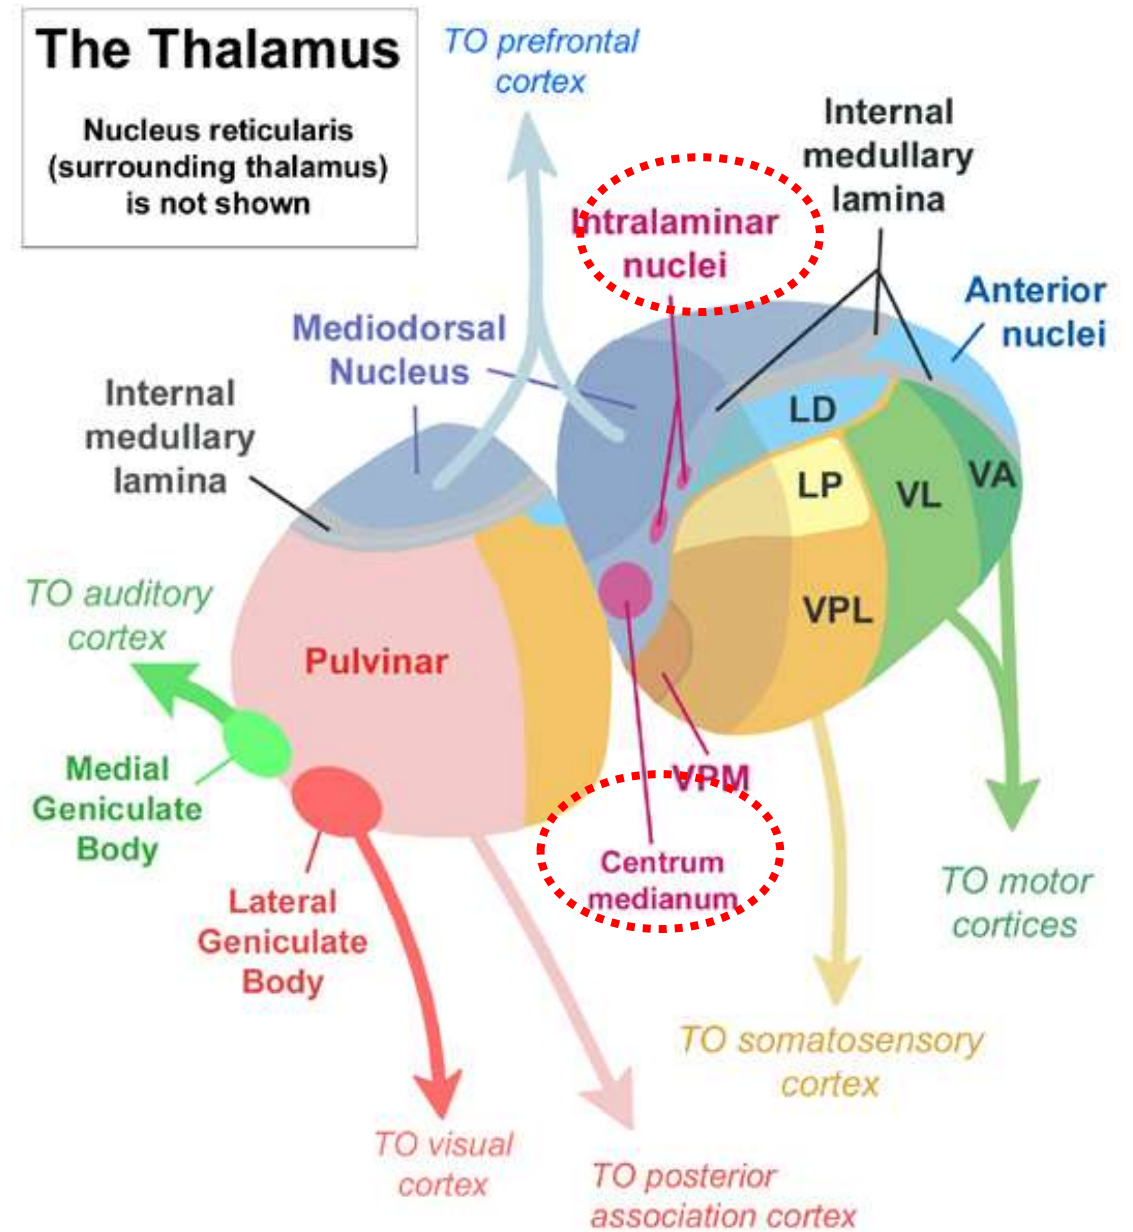 The Thalamus
Nucleus reticularis
(surrounding thalamus)
is not shown
TO prefrontal
cortex
Internal
medullary
lamina
Intralaminar
nuclei
Anterior
nuclei
Mediodorsal
Nucleus
Internal
medullary
lamina
LD
LP
VL
VA
TO auditory
cortex
VPL
Pulvinar
Medial
Geniculate
Body
VPM
Centrum
medianum
Lateral
Geniculate
Body
TO motor
cortices
TO somatosensory
cortex
TO visual
cortex
TO posterior
association cortex